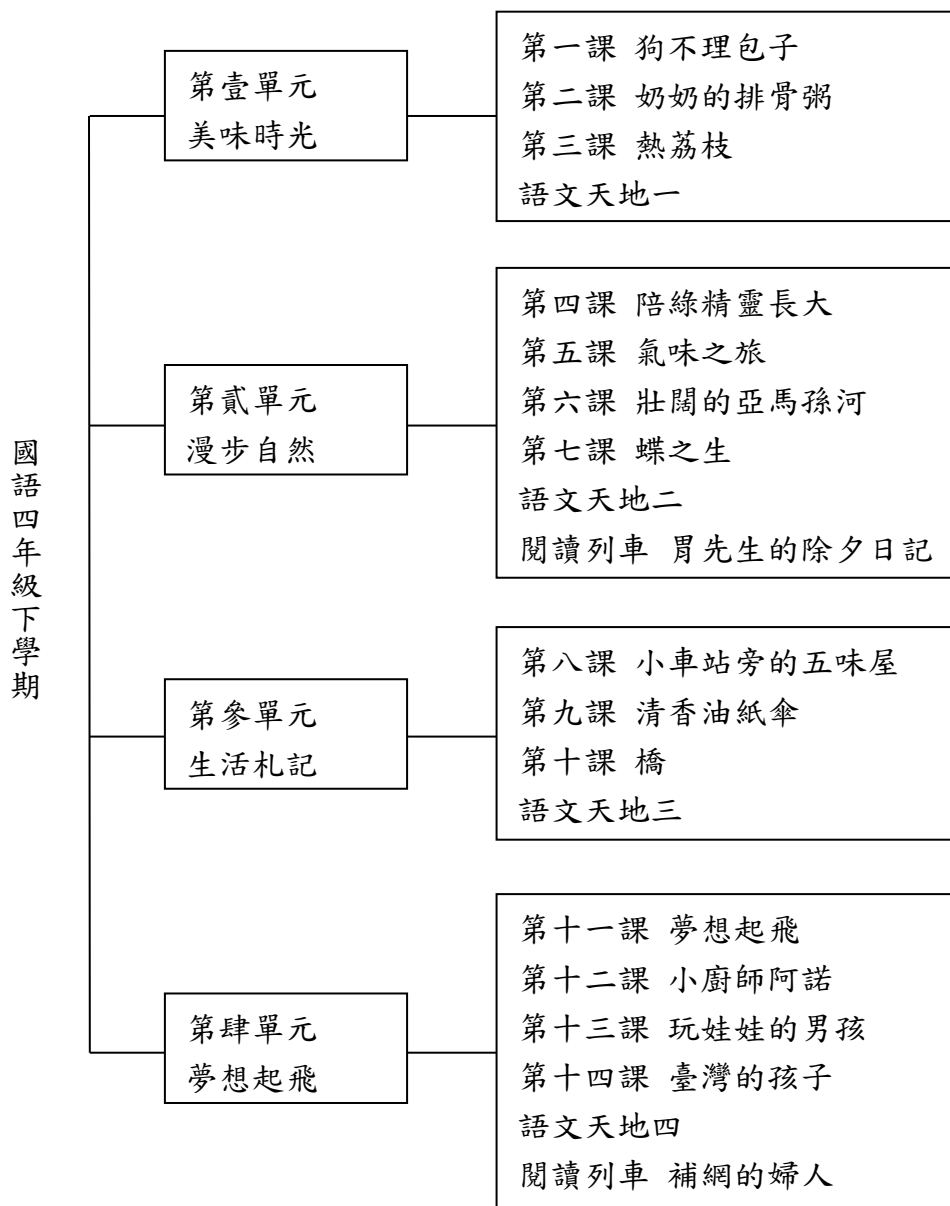 國語四年級下學期
第壹單元
美味時光
第一課 狗不理包子
第二課 奶奶的排骨粥
第三課 熱荔枝
語文天地一
第貳單元
漫步自然
第四課 陪綠精靈長大
第五課 氣味之旅
第六課 壯闊的亞馬孫河
第七課 蝶之生
語文天地二
閱讀列車 胃先生的除夕日記
第參單元
生活札記
第八課 小車站旁的五味屋
第九課 清香油紙傘
第十課 橋
語文天地三
第肆單元
夢想起飛
第十一課 夢想起飛
第十二課 小廚師阿諾
第十三課 玩娃娃的男孩
第十四課 臺灣的孩子
語文天地四
閱讀列車 補網的婦人